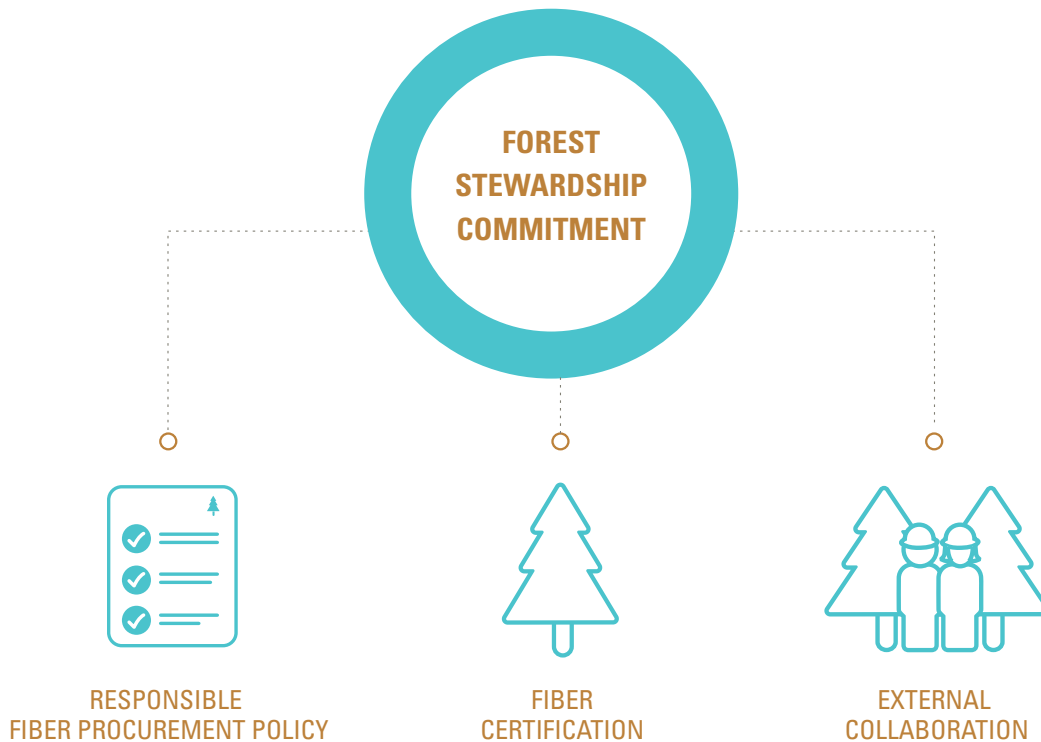 FOREST
STEWARDSHIP
COMMITMENT
RESPONSIBLE
FIBER PROCUREMENT POLICY
FIBER
CERTIFICATION
EXTERNAL
COLLABORATION